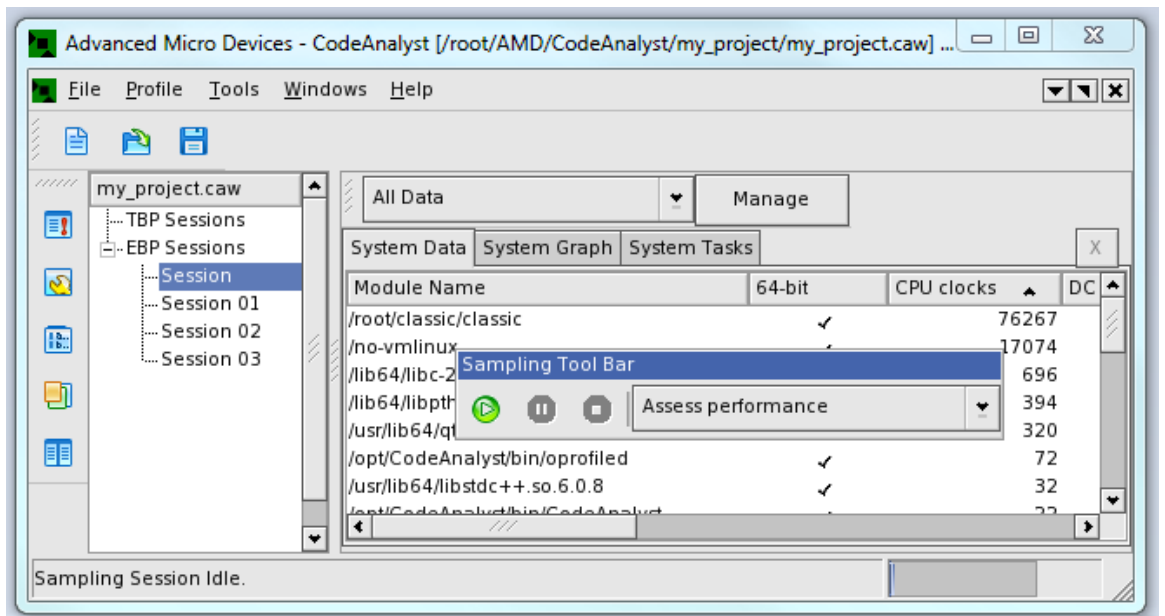 Advanced Micro Devices - CodeAnalyst [/root/AMD/CodeAnalyst/my_project/my_project.caw] ...
File Profile Tools Windows Help
my_project.caw
TBP Sessions
EBP Sessions
Session
Session 01
Session 02
Session 03
All Data
Manage
System Data System Graph System Tasks X
Module Name 64-bit CPU clocks DC
/root/classic/classic 76267
/no-vmlinux 17074
/lib64/libc-2 696
/lib64/libpth 394
/usr/lib64/qt 320
/opt/CodeAnalyst/bin/oprofiled 72
/usr/lib64/libstdc++.so.6.0.8 32
/opt/CodeAnalyst/bin/CodeAnalyst
Sampling Tool Bar
Assess performance
Sampling Session Idle.